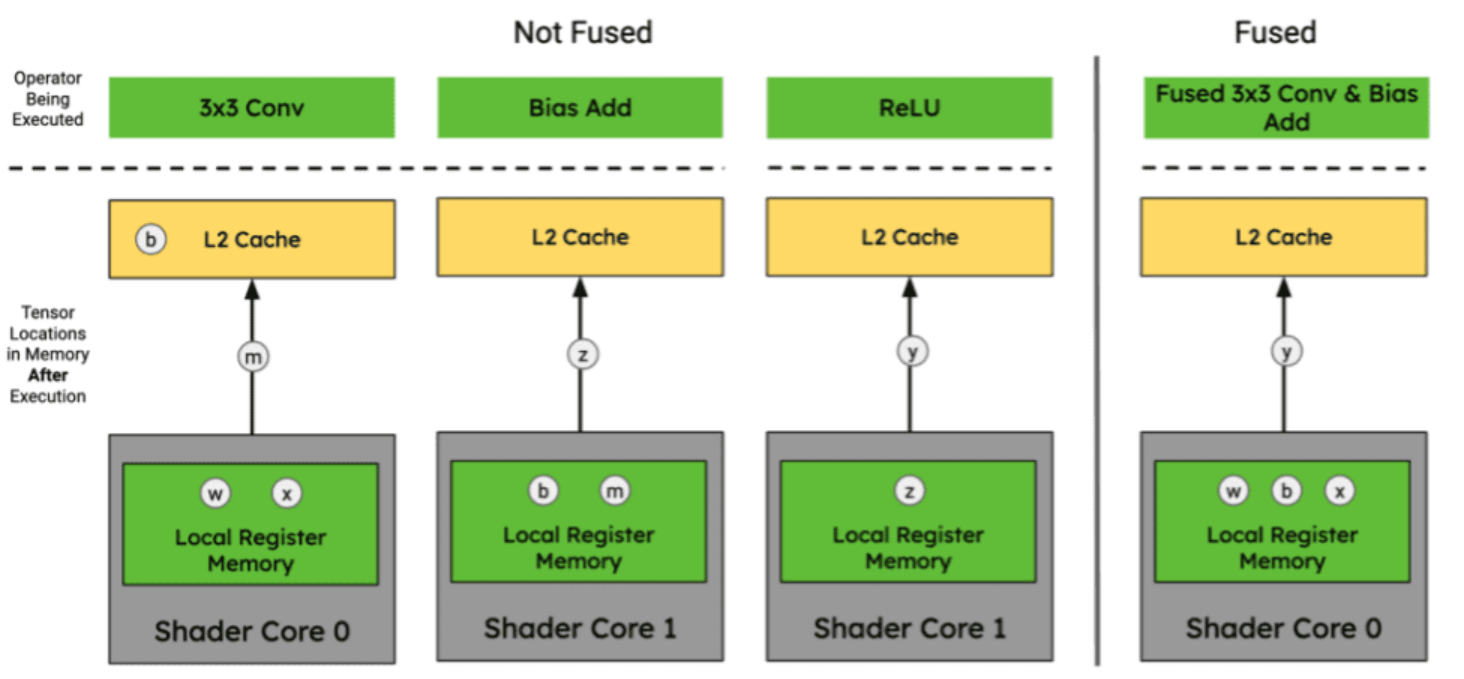 Not Fused
Fused
Operator
Being
Executed
3x3 Conv
Bias Add
ReLU
Fused 3x3 Conv & Bias
Add
b
L2 Cache
L2 Cache
L2 Cache
L2 Cache
Tensor
Locations
in Memory
After
Execution
m
z
y
y
w x
Local Register
Memory
Shader Core 0
b m
Local Register
Memory
Shader Core 1
z
Local Register
Memory
Shader Core 1
w b x
Local Register
Memory
Shader Core 0